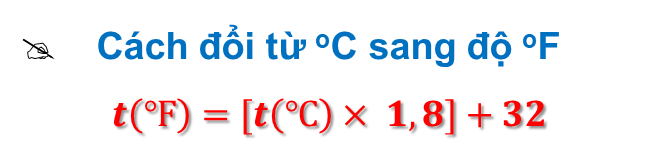 Cách đổi từ ºC sang độ ºF
t(°F) = [t(°C) × 1,8] + 32